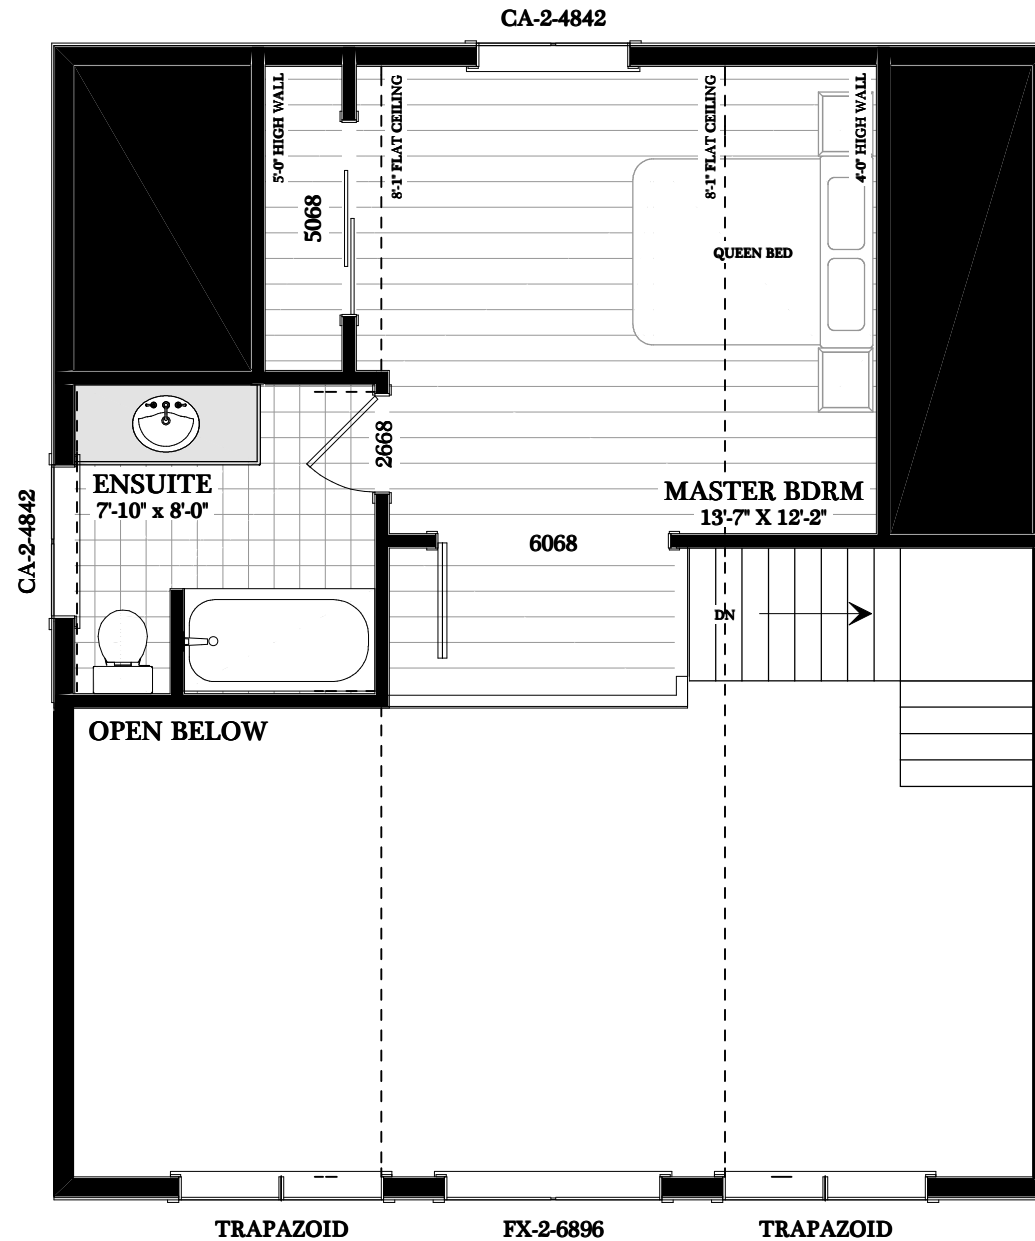 CA-2-4842
5'-0" HIGH WALL
8'-1" FLAT CEILING
8'-1" FLAT CEILING
4'-0" HIGH WALL
5068
QUEEN BED
2668
ENSUITE
7'-10" x 8'-0"
MASTER BDRM
13'-7" X 12'-2"
CA-2-4842
6068
DN
OPEN BELOW
TRAPAZOID
FX-2-6896
TRAPAZOID